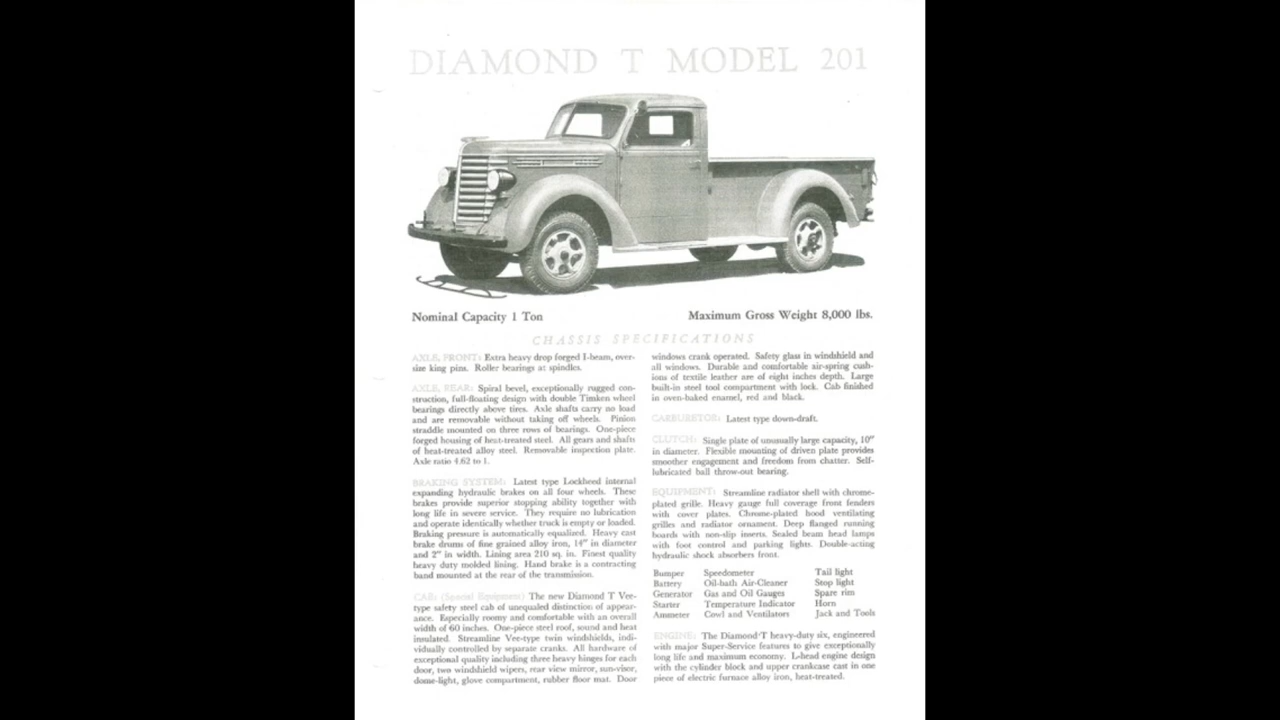 DIAMOND T MODEL 201
Nominal Capacity 1 Ton
Maximum Gross Weight 8,000 lbs.
CHASSIS SPECIFICATIONS
AXLE, FRONT: Extra heavy drop forged I-beam, over-
size king pins. Roller bearings at spindles.
AXLE, REAR: Spiral bevel, exceptionally rugged con-
struction, full-floating design with double Timken wheel
bearings directly above tires. Axle shafts carry no load
and are removable without taking off wheels. Pinion
straddle mounted on three rows of bearings. One-piece
forged housing of heat-treated steel. All gears and shafts
of heat-treated alloy steel. Removable inspection plate.
Axle ratio 4.62 to 1.
BRAKING SYSTEM: Latest type Lockheed internal
expanding hydraulic brakes on all four wheels. These
brakes provide superior stopping ability together with
long life in severe service. They require no lubrication
and operate identically whether truck is empty or loaded.
Braking pressure is automatically equalized. Heavy cast
brake drums of fine grained alloy iron, 14" in diameter
and 2" in width. Lining area 210 sq. in. Finest quality
heavy duty molded lining. Hand brake is a contracting
band mounted at the rear of the transmission.
CAB: (Special Equipment) The new Diamond T Vee-
type safety steel cab of unequaled distinction of appear-
ance. Especially roomy and comfortable with an overall
width of 60 inches. One-piece steel roof, sound and heat
insulated. Streamline Vee-type twin windshields, indi-
vidually controlled by separate cranks. All hardware of
exceptional quality including three heavy hinges for each
door, two windshield wipers, rear view mirror, sun-visor,
dome-light, glove compartment, rubber floor mat. Door
windows crank operated. Safety glass in windshield and
all windows. Durable and comfortable air-spring cush-
ions of textile leather are of eight inches depth. Large
built-in steel tool compartment with lock. Cab finished
in oven-baked enamel, red and black.
CARBURETOR: Latest type down-draft.
CLUTCH: Single plate of unusually large capacity, 10"
in diameter. Flexible mounting of driven plate provides
smoother engagement and freedom from chatter. Self-
lubricated ball throw-out bearing.
EQUIPMENT: Streamline radiator shell with chrome-
plated grille. Heavy gauge full coverage front fenders
with cover plates. Chrome-plated hood ventilating
grilles and radiator ornament. Deep flanged running
boards with non-slip inserts. Sealed beam head lamps
with foot control and parking lights. Double-acting
hydraulic shock absorbers front.
Bumper Speedometer Tail light
Battery Oil-bath Air-Cleaner Stop light
Generator Gas and Oil Gauges Spare rim
Starter Temperature Indicator Horn
Ammeter Cowl and Ventilators Jack and Tools
ENGINE: The Diamond T heavy-duty six, engineered
with major Super-Service features to give exceptionally
long life and maximum economy. L-head engine design
with the cylinder block and upper crankcase cast in one
piece of electric furnace alloy iron, heat-treated.